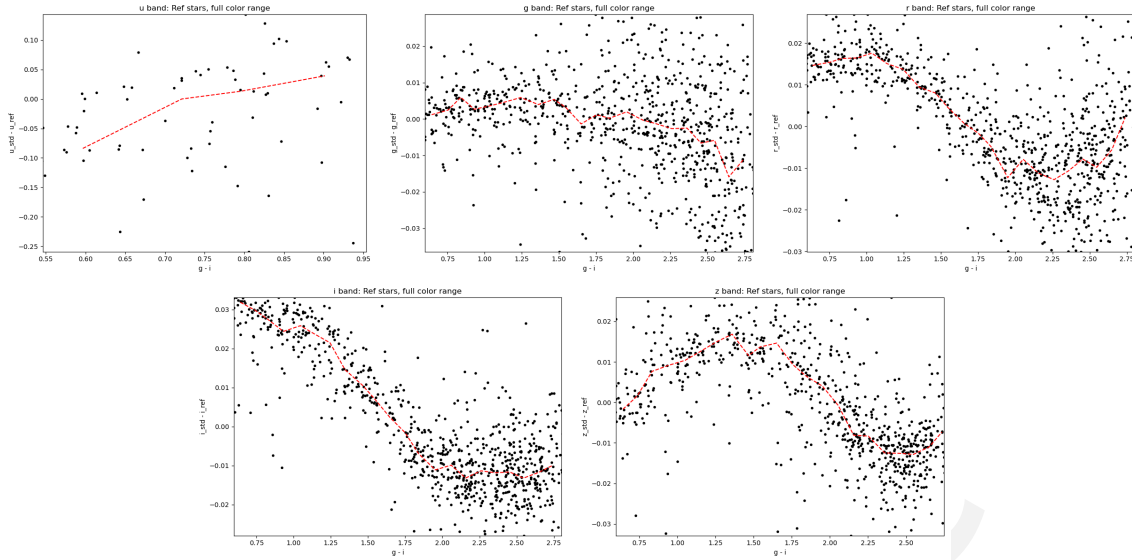 u band: Ref stars, full color range
0.10
0.05
0.00
−0.05
−0.10
−0.15
−0.20
−0.25
u_std - u_ref
0.55 0.60 0.65 0.70 0.75 0.80 0.85 0.90 0.95
g - i
g band: Ref stars, full color range
0.02
0.01
0.00
−0.01
−0.02
−0.03
g_std - g_ref
0.75 1.00 1.25 1.50 1.75 2.00 2.25 2.50 2.75
g - i
r band: Ref stars, full color range
0.02
0.01
0.00
−0.01
−0.02
−0.03
r_std - r_ref
0.75 1.00 1.25 1.50 1.75 2.00 2.25 2.50 2.75
g - i
i band: Ref stars, full color range
0.03
0.02
0.01
0.00
−0.01
−0.02
i_std - i_ref
0.75 1.00 1.25 1.50 1.75 2.00 2.25 2.50 2.75
g - i
z band: Ref stars, full color range
0.02
0.01
0.00
−0.01
−0.02
−0.03
z_std - z_ref
0.75 1.00 1.25 1.50 1.75 2.00 2.25 2.50 2.75
g - i